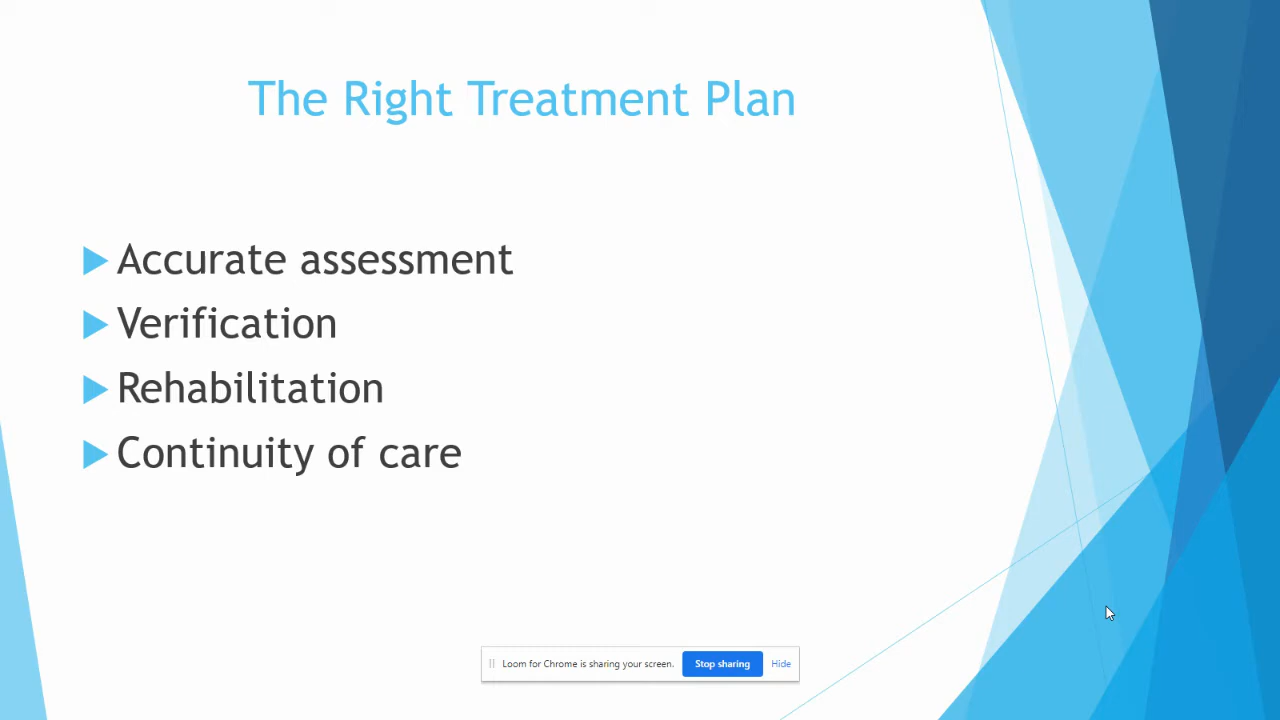 The Right Treatment Plan
Accurate assessment
Verification
Rehabilitation
Continuity of care
Loom for Chrome is sharing your screen. Stop sharing Hide